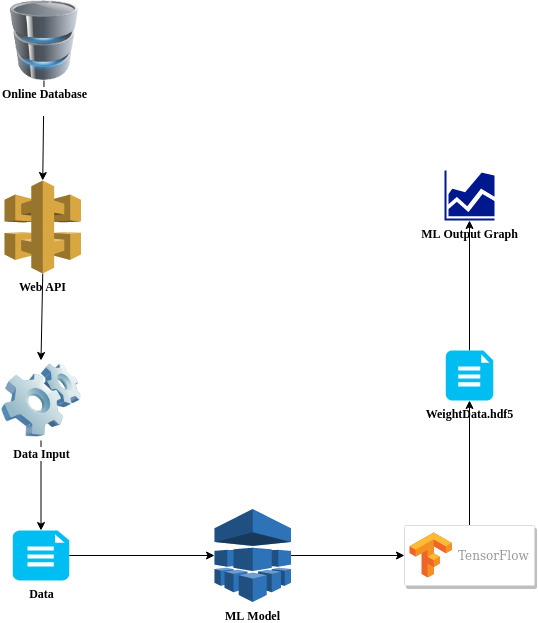 Online Database
Web API
Data Input
Data
ML Model
TensorFlow
WeightData.hdf5
ML Output Graph